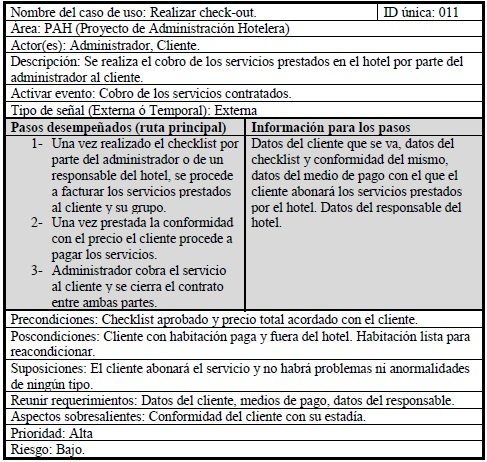 Nombre del caso de uso: Realizar check-out. ID única: 011
Area: PAH (Proyecto de Administración Hotelera)
Actor(es): Administrador, Cliente.
Descripción: Se realiza el cobro de los servicios prestados en el hotel por parte del
administrador al cliente.
Activar evento: Cobro de los servicios contratados.
Tipo de señal (Externa ó Temporal): Externa
Pasos desempeñados (ruta principal)
1- Una vez realizado el checklist por
parte del administrador o de un
responsable del hotel, se procede
a facturar los servicios prestados
al cliente y su grupo.
2- Una vez prestada la conformidad
con el precio el cliente procede a
pagar los servicios.
3- Administrador cobra el servicio
al cliente y se cierra el contrato
entre ambas partes.
Información para los pasos
Datos del cliente que se va, datos del
checklist y conformidad del mismo,
datos del medio de pago con el que el
cliente abonará los servicios prestados
por el hotel. Datos del responsable del
hotel.
Precondiciones: Checklist aprobado y precio total acordado con el cliente.
Poscondiciones: Cliente con habitación paga y fuera del hotel. Habitación lista para
reacondicionar.
Suposiciones: El cliente abonará el servicio y no habrá problemas ni anormalidades
de ningún tipo.
Reunir requerimientos: Datos del cliente, medios de pago, datos del responsable.
Aspectos sobresalientes: Conformidad del cliente con su estadía.
Prioridad: Alta
Riesgo: Bajo.